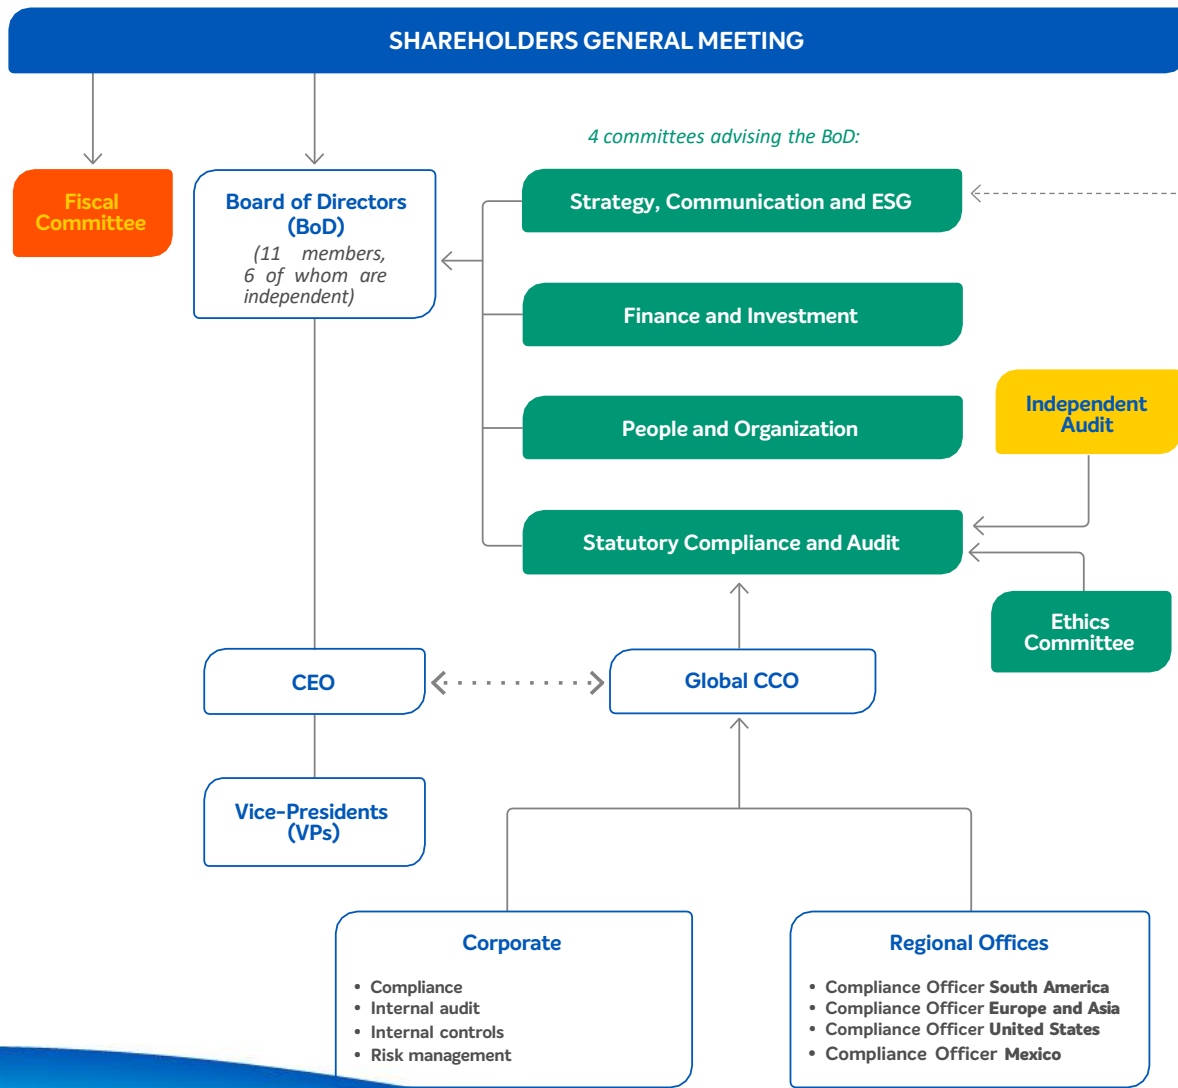 SHAREHOLDERS GENERAL MEETING
4 committees advising the BoD:
Fiscal
Committee
Board of Directors
(BoD)
(11 members,
6 of whom are
independent)
Strategy, Communication and ESG
Finance and Investment
People and Organization
Independent
Audit
Statutory Compliance and Audit
Ethics
Committee
CEO
Global CCO
Vice-Presidents
(VPs)
Corporate
• Compliance
• Internal audit
• Internal controls
• Risk management
Regional Offices
• Compliance Officer South America
• Compliance Officer Europe and Asia
• Compliance Officer United States
• Compliance Officer Mexico